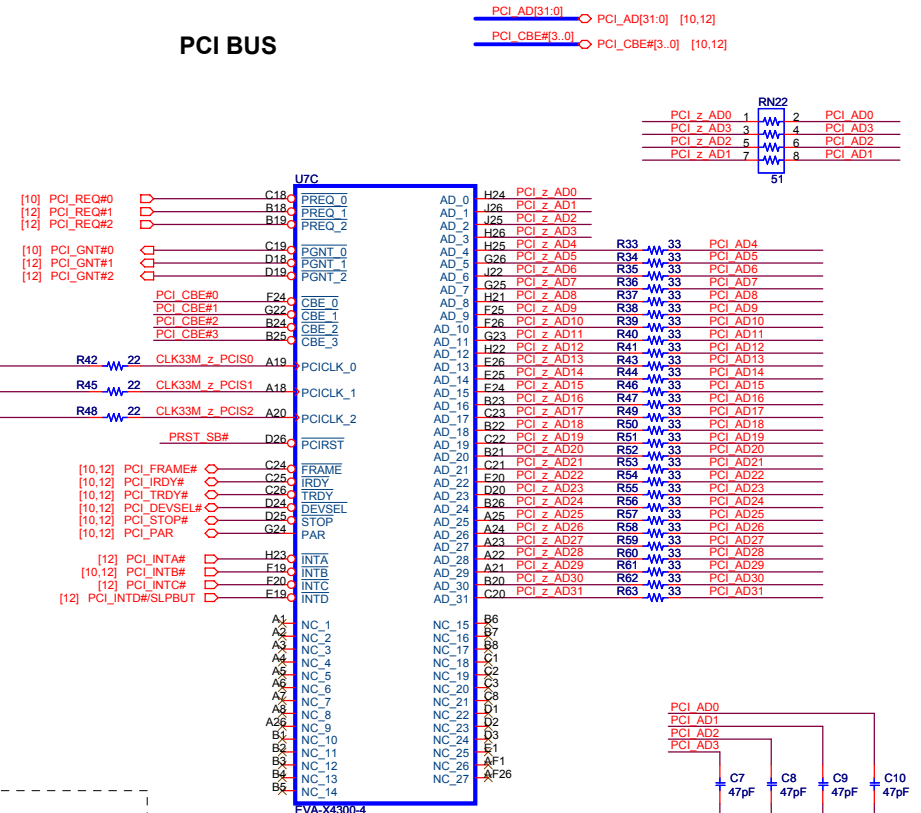 PCI BUS
PCI_AD[31:0] PCI_AD[31:0] [10,12]
PCI_CBE#[3..0] PCI_CBE#[3..0] [10,12]
RN22
PCI_z_AD0 1 2 PCI_AD0
PCI_z_AD3 3 4 PCI_AD3
PCI_z_AD2 5 6 PCI_AD2
PCI_z_AD1 7 8 PCI_AD1
51
U7C
[10] PCI_REQ#0 C18 PREQ_0
[12] PCI_REQ#1 B18 PREQ_1
[12] PCI_REQ#2 B19 PREQ_2
[10] PCI_GNT#0 C19 PGNT_0
[12] PCI_GNT#1 D18 PGNT_1
[12] PCI_GNT#2 D19 PGNT_2
PCI_CBE#0 F24 CBE_0
PCI_CBE#1 G22 CBE_1
PCI_CBE#2 B24 CBE_2
PCI_CBE#3 B25 CBE_3
R42 22 CLK33M_z_PCIS0 A19 PCICLK_0
R45 22 CLK33M_z_PCIS1 A18 PCICLK_1
R48 22 CLK33M_z_PCIS2 A20 PCICLK_2
PRST_SB# D26 PCIRST
[10,12] PCI_FRAME# C24 FRAME
[10,12] PCI_IRDY# C25 IRDY
[10,12] PCI_TRDY# C26 TRDY
[10,12] PCI_DEVSEL# D24 DEVSEL
[10,12] PCI_STOP# D25 STOP
[10,12] PCI_PAR G24 PAR
[12] PCI_INTA# H23 INTA
[10,12] PCI_INTB# F19 INTB
[12] PCI_INTC# F20 INTC
[12] PCI_INTD#/SLPBUT E19 INTD
A1 NC_1
A2 NC_2
A3 NC_3
A4 NC_4
A5 NC_5
A6 NC_6
A7 NC_7
A8 NC_8
A26 NC_9
B1 NC_10
B2 NC_11
B3 NC_12
B4 NC_13
B5 NC_14
AD_0 H24 PCI_z_AD0
AD_1 J26 PCI_z_AD1
AD_2 J25 PCI_z_AD2
AD_3 H26 PCI_z_AD3
AD_4 H25 PCI_z_AD4 R33 33 PCI_AD4
AD_5 G26 PCI_z_AD5 R34 33 PCI_AD5
AD_6 J22 PCI_z_AD6 R35 33 PCI_AD6
AD_7 G25 PCI_z_AD7 R36 33 PCI_AD7
AD_8 H21 PCI_z_AD8 R37 33 PCI_AD8
AD_9 F25 PCI_z_AD9 R38 33 PCI_AD9
AD_10 F26 PCI_z_AD10 R39 33 PCI_AD10
AD_11 G23 PCI_z_AD11 R40 33 PCI_AD11
AD_12 H22 PCI_z_AD12 R41 33 PCI_AD12
AD_13 E26 PCI_z_AD13 R43 33 PCI_AD13
AD_14 E25 PCI_z_AD14 R44 33 PCI_AD14
AD_15 E24 PCI_z_AD15 R46 33 PCI_AD15
AD_16 B23 PCI_z_AD16 R47 33 PCI_AD16
AD_17 C23 PCI_z_AD17 R49 33 PCI_AD17
AD_18 B22 PCI_z_AD18 R50 33 PCI_AD18
AD_19 C22 PCI_z_AD19 R51 33 PCI_AD19
AD_20 B21 PCI_z_AD20 R52 33 PCI_AD20
AD_21 C21 PCI_z_AD21 R53 33 PCI_AD21
AD_22 E20 PCI_z_AD22 R54 33 PCI_AD22
AD_23 D20 PCI_z_AD23 R55 33 PCI_AD23
AD_24 B26 PCI_z_AD24 R56 33 PCI_AD24
AD_25 A25 PCI_z_AD25 R57 33 PCI_AD25
AD_26 A24 PCI_z_AD26 R58 33 PCI_AD26
AD_27 A23 PCI_z_AD27 R59 33 PCI_AD27
AD_28 A22 PCI_z_AD28 R60 33 PCI_AD28
AD_29 A21 PCI_z_AD29 R61 33 PCI_AD29
AD_30 B20 PCI_z_AD30 R62 33 PCI_AD30
AD_31 C20 PCI_z_AD31 R63 33 PCI_AD31
NC_15 B6
NC_16 B7
NC_17 B8
NC_18 C1
NC_19 C2
NC_20 C3
NC_21 C8
NC_22 D1
NC_23 D2
NC_24 D3
NC_25 E1
NC_26 AF1
NC_27 AF26
EVA-X4300-4
PCI_AD0
PCI_AD1
PCI_AD2
PCI_AD3
C7 C8 C9 C10
47pF 47pF 47pF 47pF